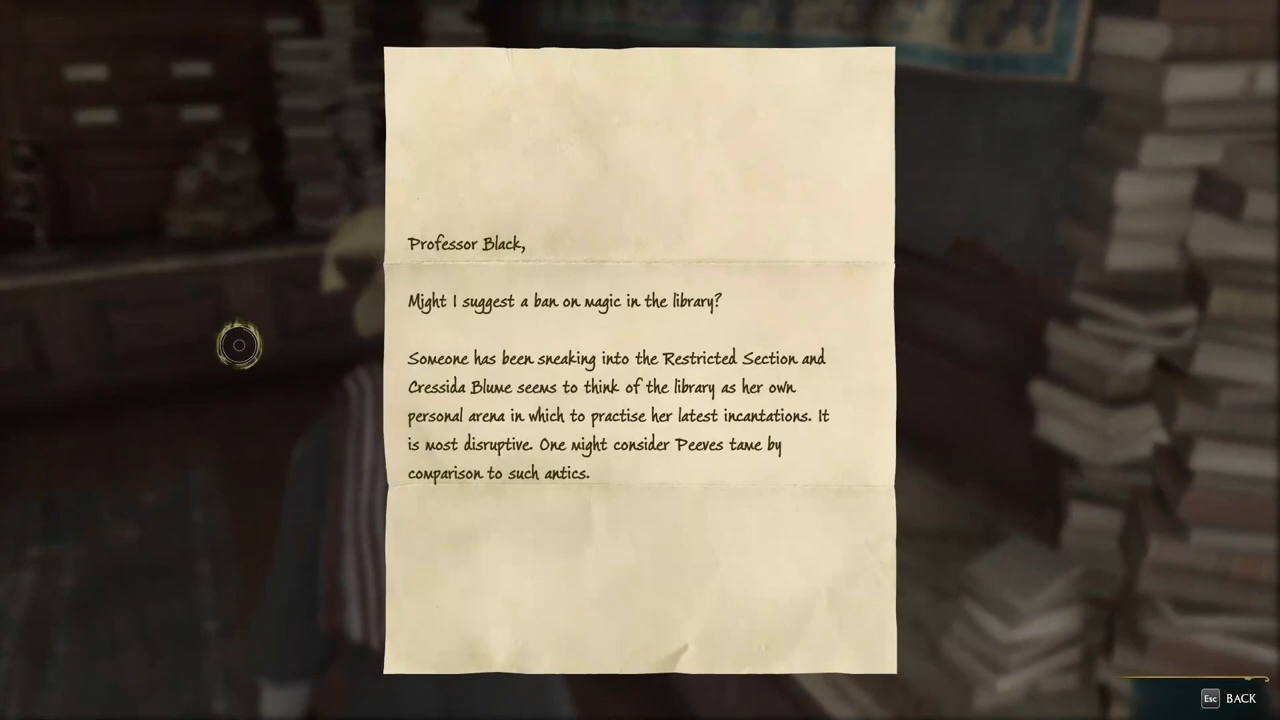 Professor Black,
Might I suggest a ban on magic in the library?
Someone has been sneaking into the Restricted Section and
Cressida Blume seems to think of the library as her own
personal arena in which to practise her latest incantations. It
is most disruptive. One might consider Peeves tame by
comparison to such antics.
Esc BACK